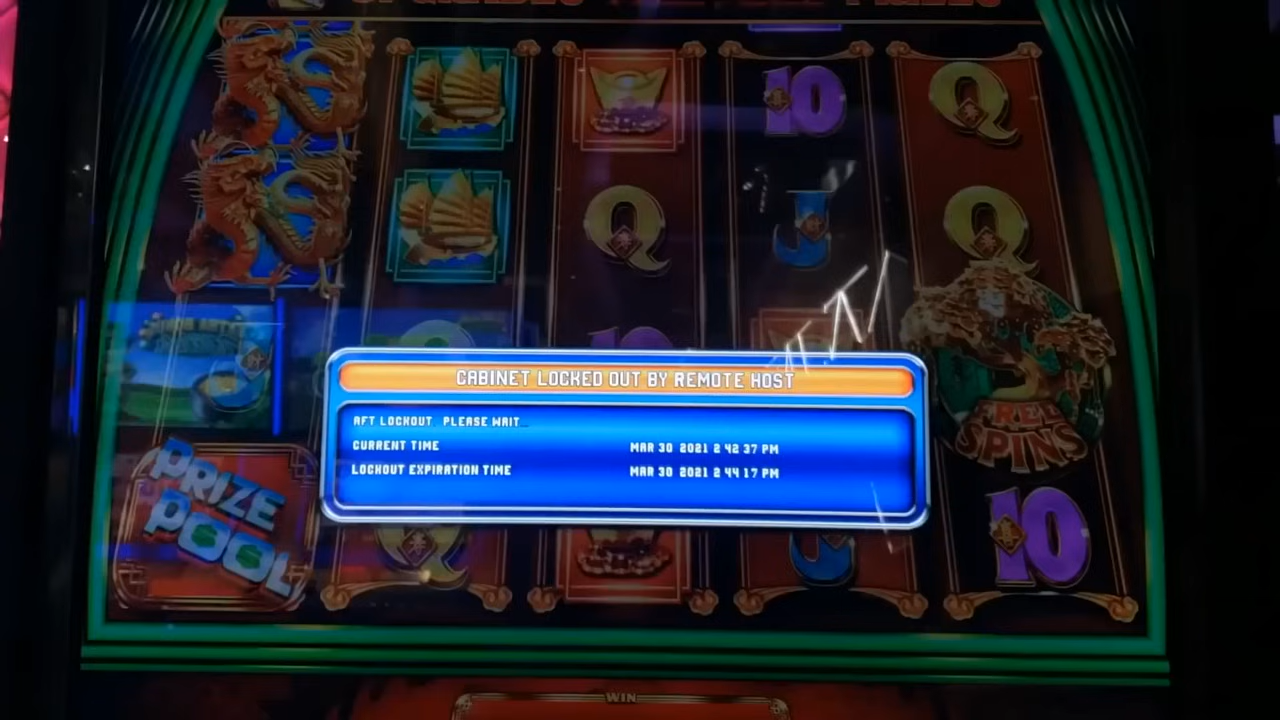 10
Q
Q
J
Q
CABINET LOCKED OUT BY REMOTE HOST
AFT LOCKOUT PLEASE WAIT...
CURRENT TIME MAR 30 2021 2 42 37 PM
LOCKOUT EXPIRATION TIME MAR 30 2021 2 44 17 PM
FREE
SPINS
PRIZE
POOL
Q
J
10
WIN